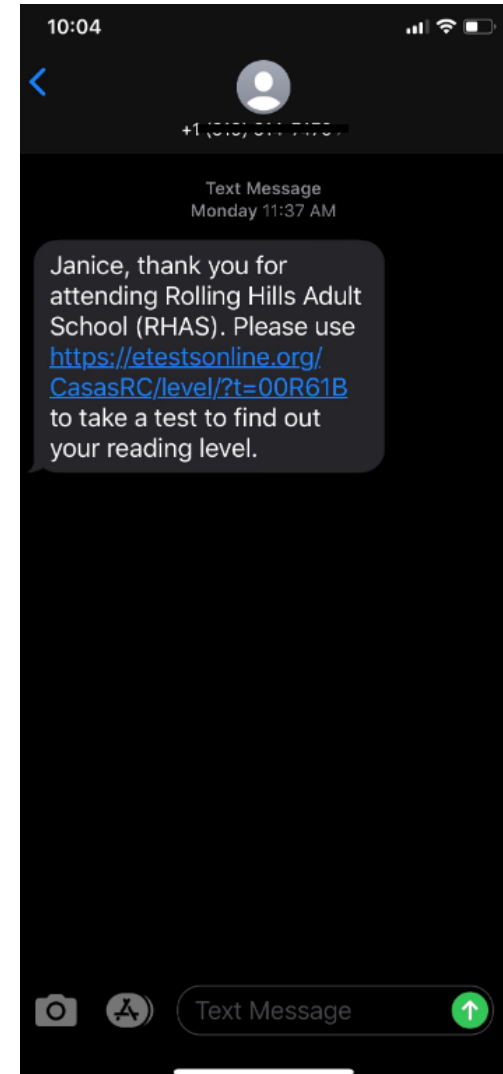 10:04
+1
Text Message
Monday 11:37 AM
Janice, thank you for
attending Rolling Hills Adult
School (RHAS). Please use
https://etestsonline.org/
CasasRC/level/?t=00R61B
to take a test to find out
your reading level.
Text Message